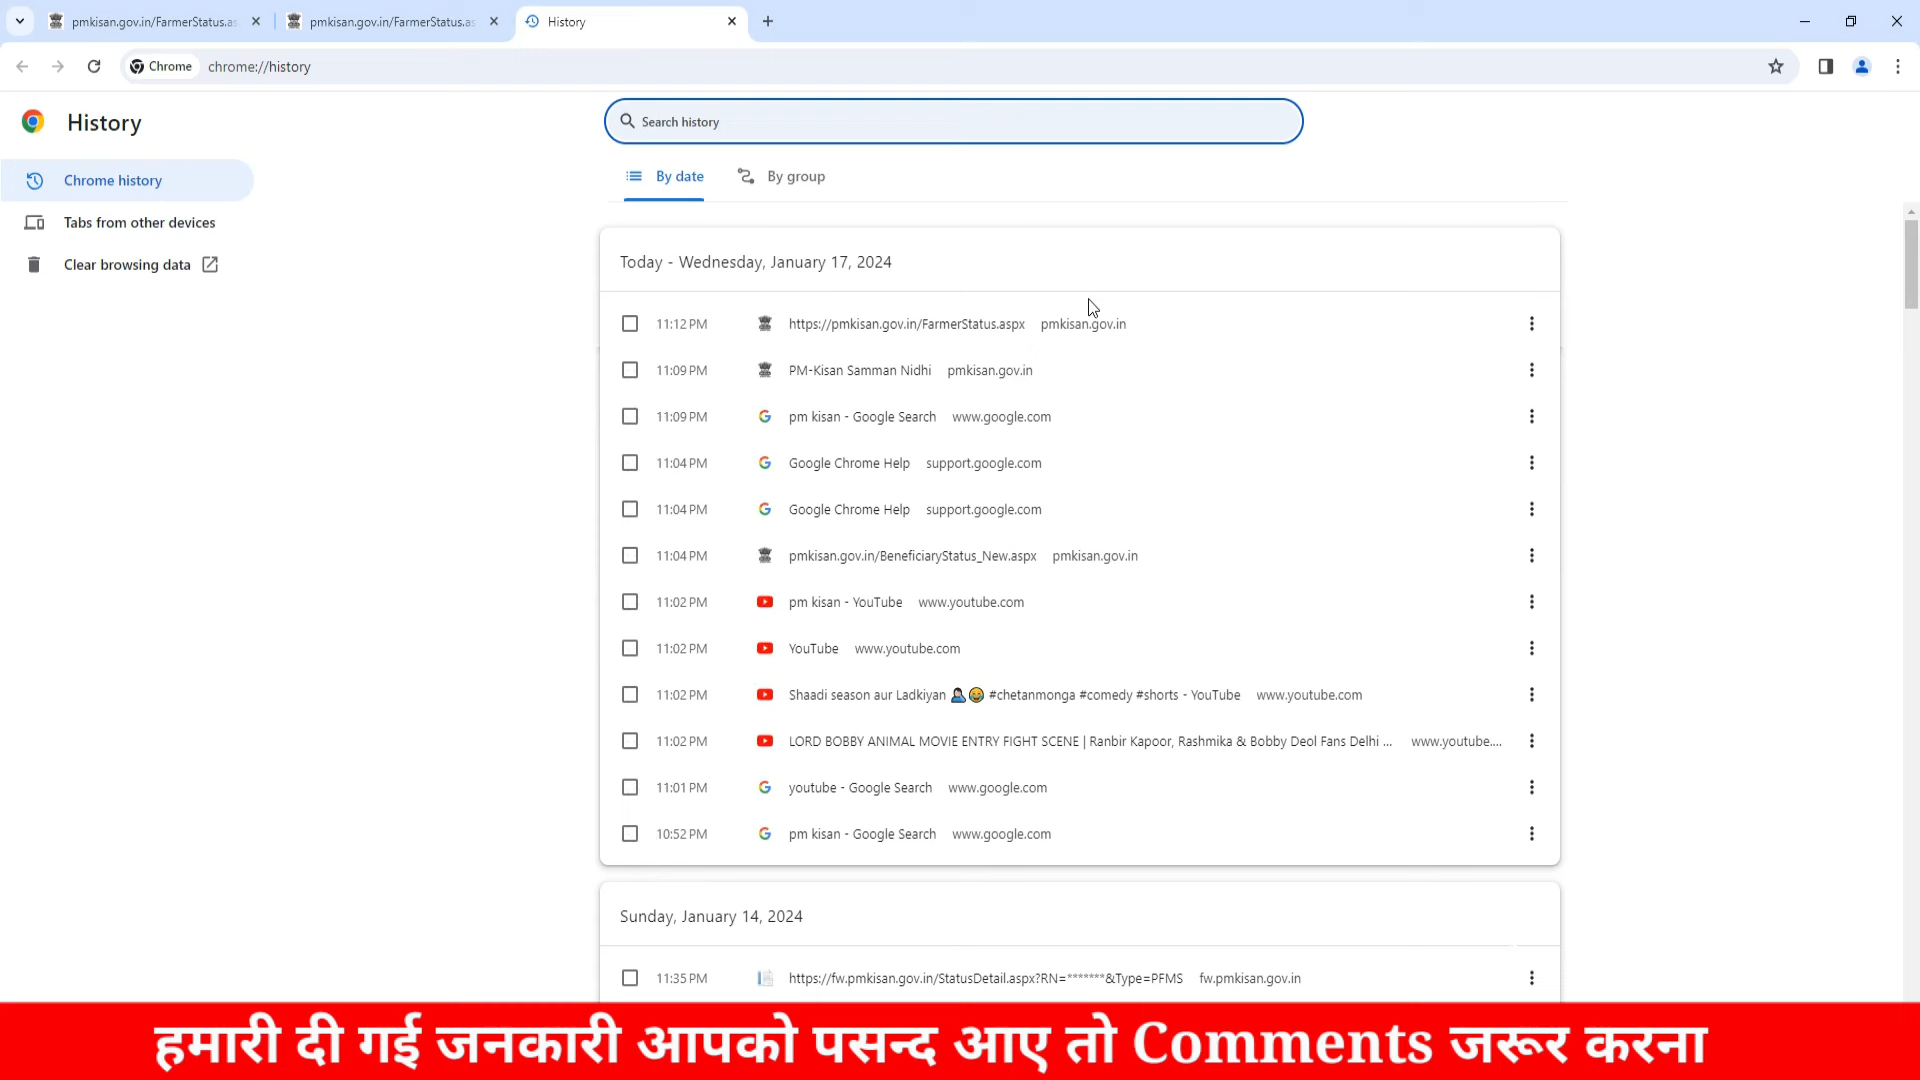 pmkisan.gov.in/FarmerStatus.as
pmkisan.gov.in/FarmerStatus.as
History
Chrome
chrome://history
History
Search history
Chrome history
By date
By group
Tabs from other devices
Clear browsing data
Today - Wednesday, January 17, 2024
11:12 PM https://pmkisan.gov.in/FarmerStatus.aspx pmkisan.gov.in
11:09 PM PM-Kisan Samman Nidhi pmkisan.gov.in
11:09 PM pm kisan - Google Search www.google.com
11:04 PM Google Chrome Help support.google.com
11:04 PM Google Chrome Help support.google.com
11:04 PM pmkisan.gov.in/BeneficiaryStatus_New.aspx pmkisan.gov.in
11:02 PM pm kisan - YouTube www.youtube.com
11:02 PM YouTube www.youtube.com
11:02 PM Shaadi season aur Ladkiyan 🤦🏻‍♀️😂 #chetanmonga #comedy #shorts - YouTube www.youtube.com
11:02 PM LORD BOBBY ANIMAL MOVIE ENTRY FIGHT SCENE | Ranbir Kapoor, Rashmika & Bobby Deol Fans Delhi ... www.youtube....
11:01 PM youtube - Google Search www.google.com
10:52 PM pm kisan - Google Search www.google.com
Sunday, January 14, 2024
11:35 PM https://fw.pmkisan.gov.in/StatusDetail.aspx?RN=*******&Type=PFMS fw.pmkisan.gov.in
हमारी दी गई जनकारी आपको पसन्द आए तो Comments जरूर करना